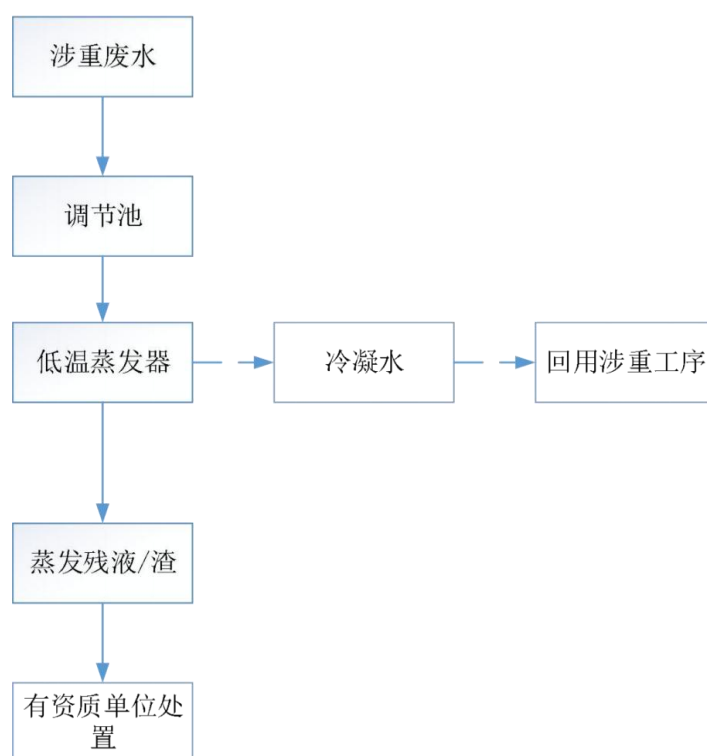 涉重废水
调节池
低温蒸发器
冷凝水
回用涉重工序
蒸发残液/渣
有资质单位处
置